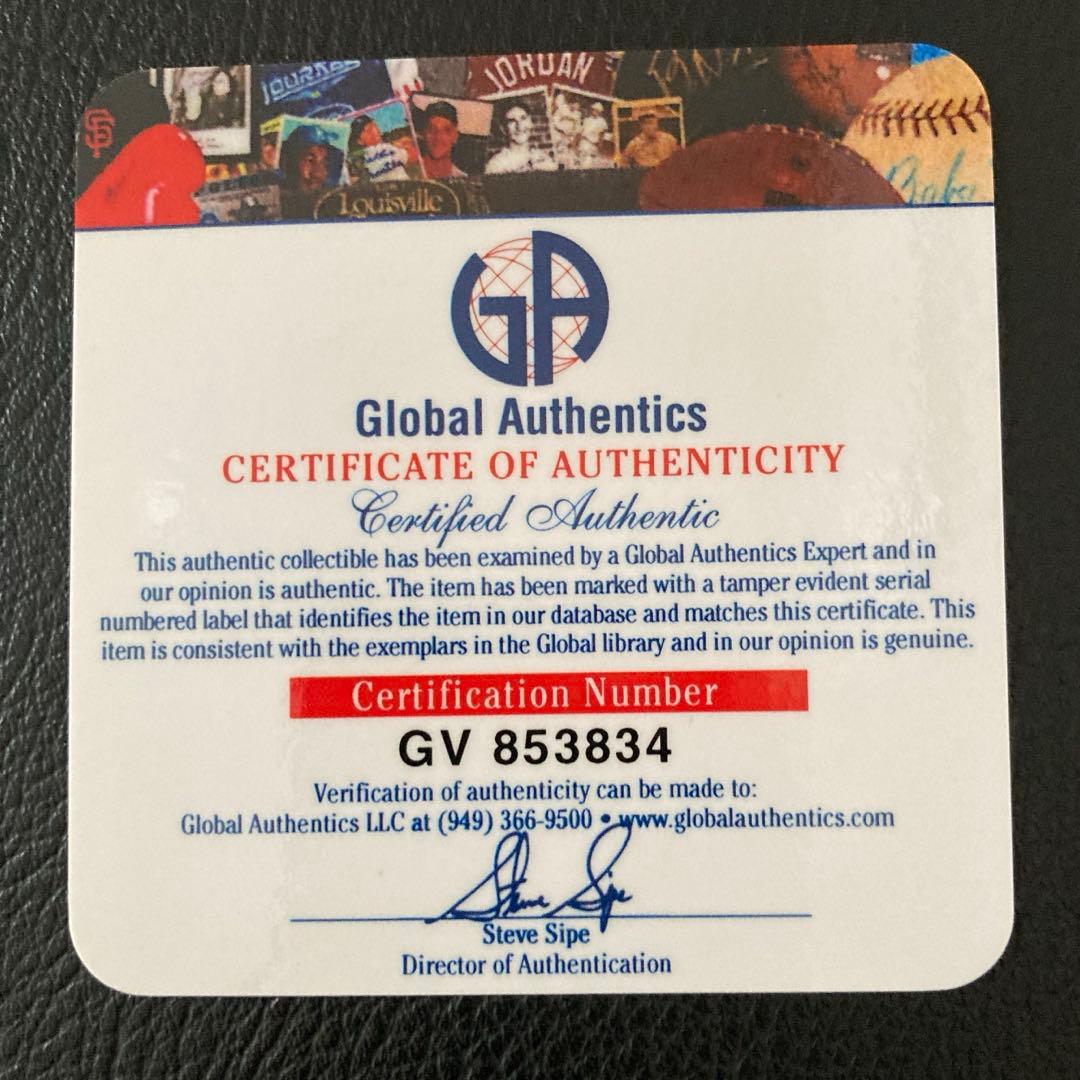 JORDAN
Louisville
GA
Global Authentics
CERTIFICATE OF AUTHENTICITY
Certified Authentic
This authentic collectible has been examined by a Global Authentics Expert and in
our opinion is authentic. The item has been marked with a tamper evident serial
numbered label that identifies the item in our database and matches this certificate. This
item is consistent with the exemplars in the Global library and in our opinion is genuine.
Certification Number
GV 853834
Verification of authenticity can be made to:
Global Authentics LLC at (949) 366-9500 • www.globalauthentics.com
Steve Sipe
Steve Sipe
Director of Authentication